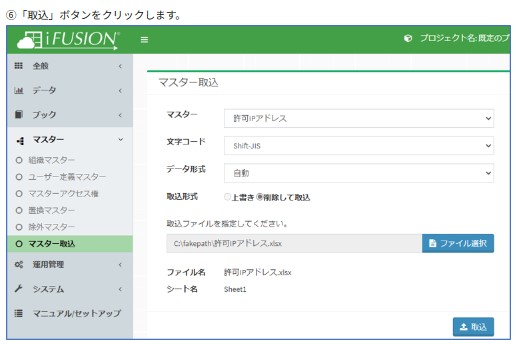 ⑥「取込」ボタンをクリックします。
iFUSION
プロジェクト名:既定のプ
全般
データ
ブック
マスター
組織マスター
ユーザー定義マスター
マスターアクセス権
置換マスター
除外マスター
マスター取込
運用管理
システム
マニュアル/セットアップ
マスター取込
マスター 許可IPアドレス
文字コード Shift-JIS
データ形式 自動
取込形式 上書き 削除して取込
取込ファイルを指定してください。
C:\fakepath\許可IPアドレス.xlsx ファイル選択
ファイル名 許可IPアドレス.xlsx
シート名 Sheet1
取込